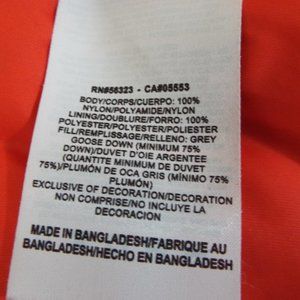 RN#56323 - CA#05553
BODY/CORPS/CUERPO: 100%
NYLON/POLYAMIDE/NYLON
LINING/DOUBLURE/FORRO: 100%
POLYESTER/POLYESTER/POLIESTER
FILL/REMPLISSAGE/RELLENO: GREY
GOOSE DOWN (MINIMUM 75%
DOWN)/DUVET D'OIE ARGENTEE
(QUANTITE MINIMUM DE DUVET
75%)/PLUMÓN DE OCA GRIS (MÍNIMO 75%
PLUMÓN)
EXCLUSIVE OF DECORATION/DECORATION
NON COMPRISE/NO INCLUYE LA
DECORACION
MADE IN BANGLADESH/FABRIQUE AU
BANGLADESH/HECHO EN BANGLADESH